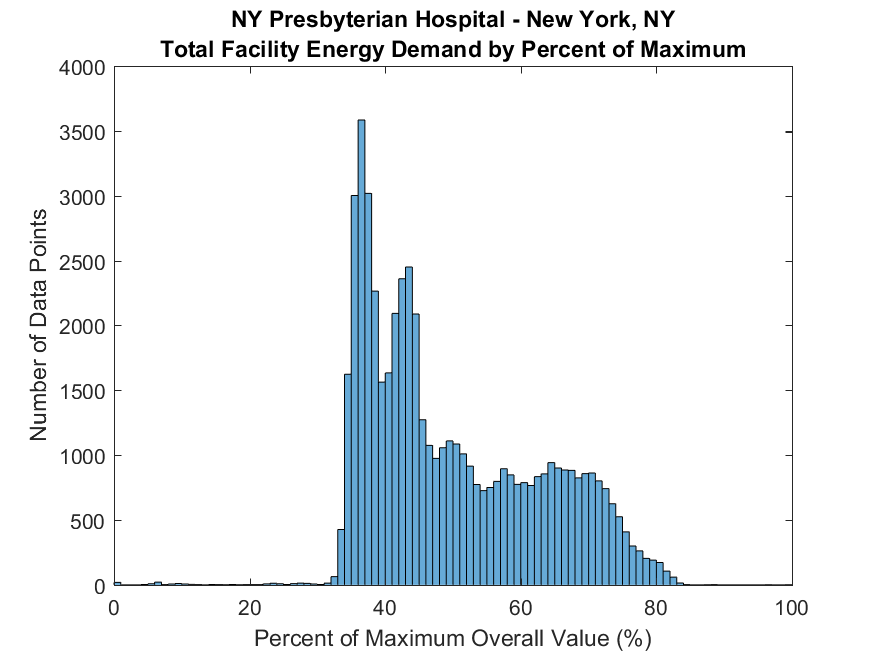 NY Presbyterian Hospital - New York, NY
Total Facility Energy Demand by Percent of Maximum
4000
3500
3000
2500
2000
1500
1000
500
0
Number of Data Points
0 20 40 60 80 100
Percent of Maximum Overall Value (%)